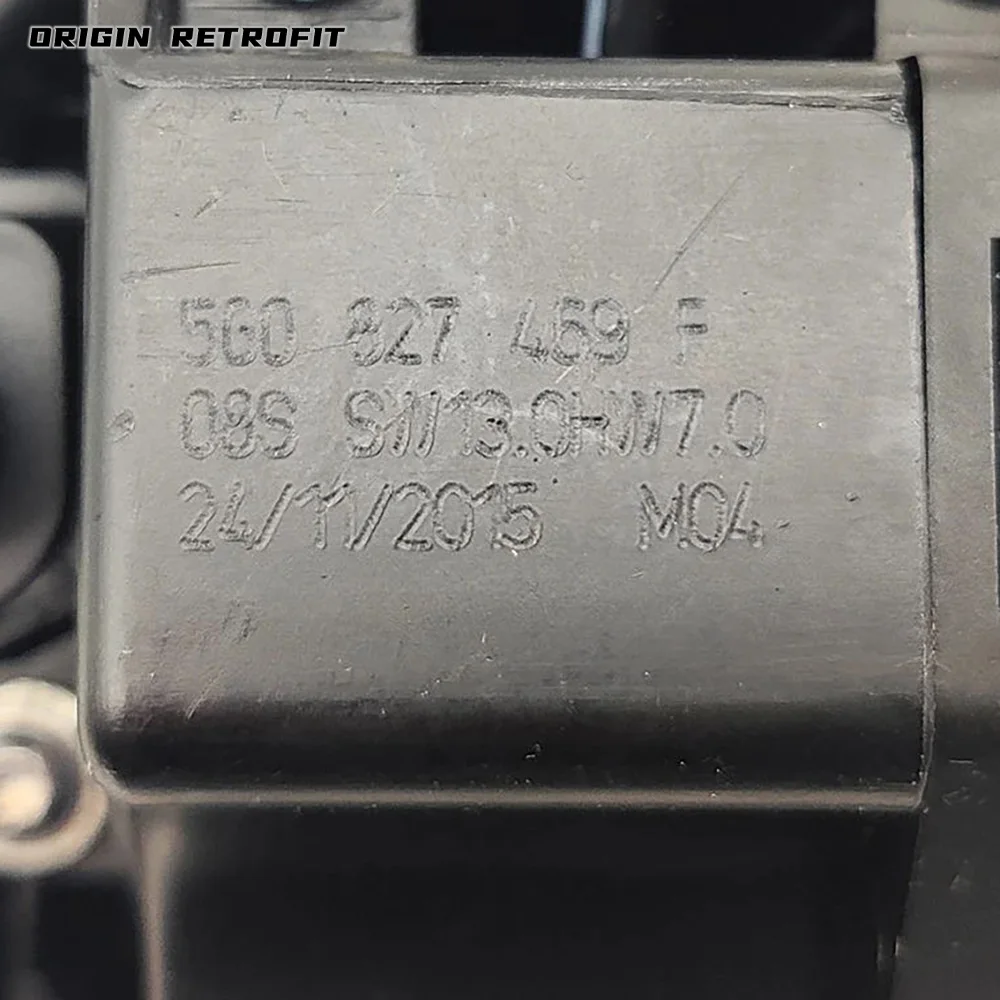 ORIGIN RETROFIT
5G0 827 469 F
08S SW13.0HW7.0
24/11/2015 M04